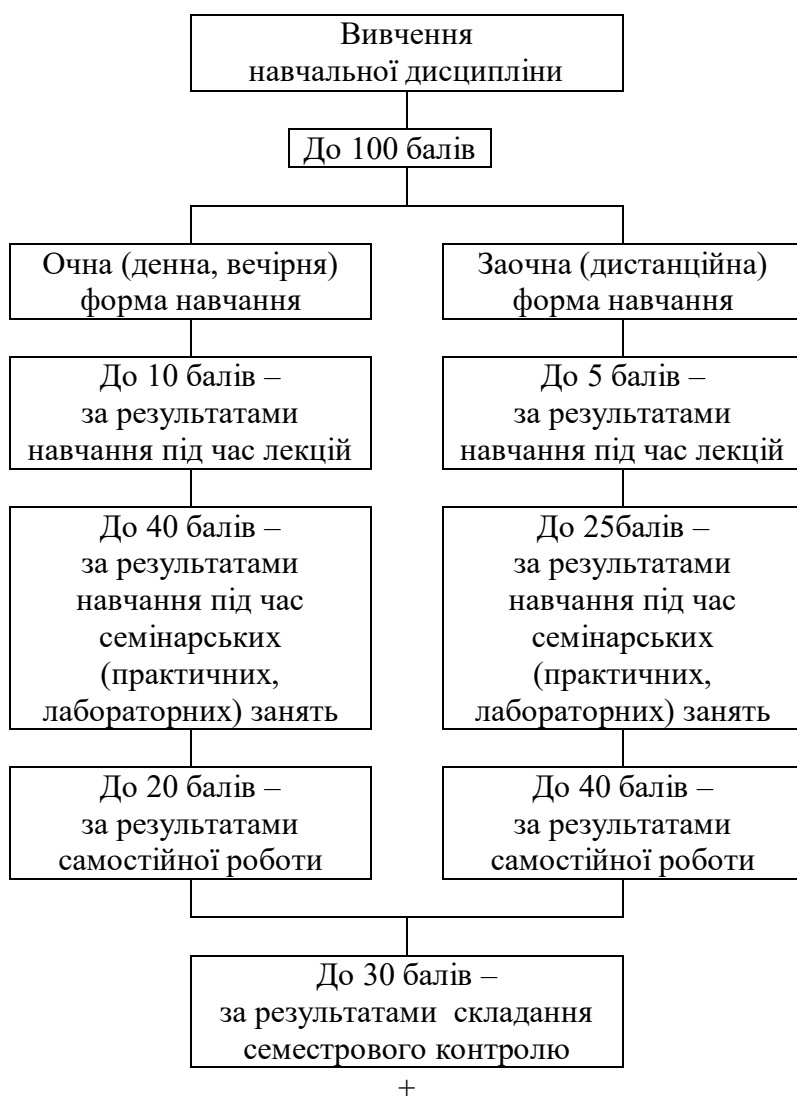 Вивчення
навчальної дисципліни
До 100 балів
Очна (денна, вечірня)
форма навчання
Заочна (дистанційна)
форма навчання
До 10 балів –
за результатами
навчання під час лекцій
До 5 балів –
за результатами
навчання під час лекцій
До 40 балів –
за результатами
навчання під час
семінарських
(практичних,
лабораторних) занять
До 25балів –
за результатами
навчання під час
семінарських
(практичних,
лабораторних) занять
До 20 балів –
за результатами
самостійної роботи
До 40 балів –
за результатами
самостійної роботи
До 30 балів –
за результатами складання
семестрового контролю
+